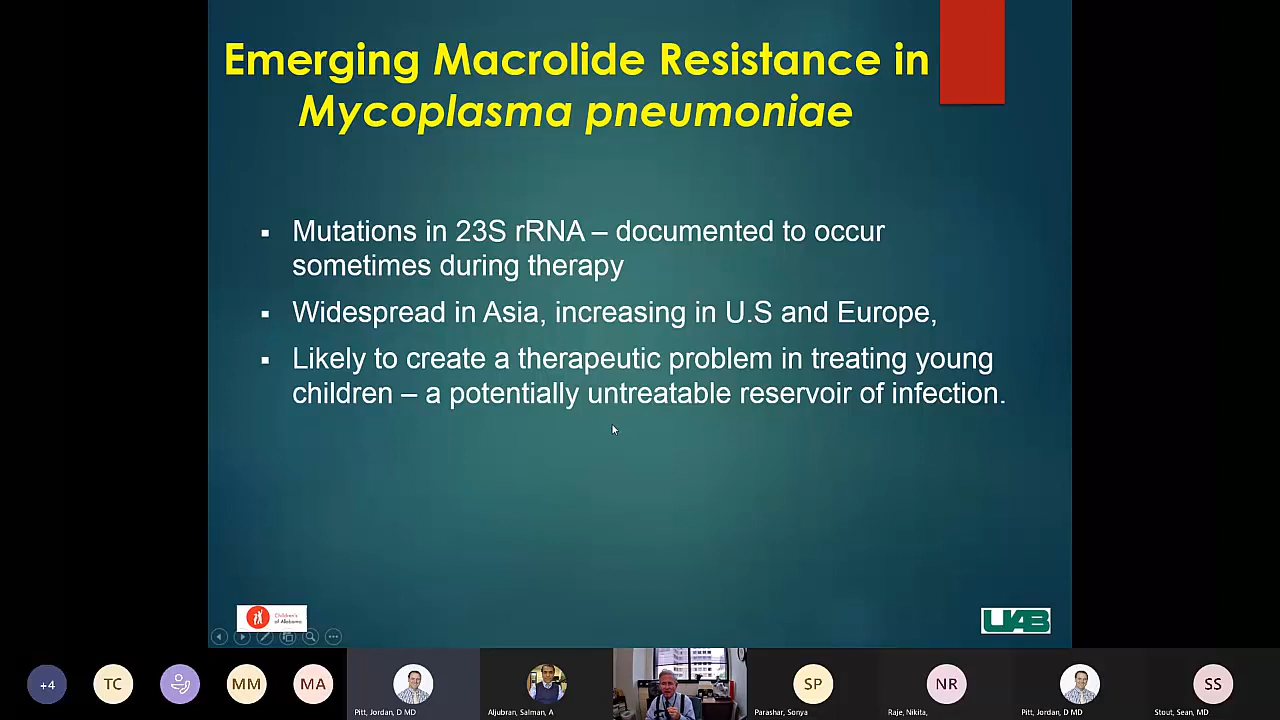 Emerging Macrolide Resistance in
Mycoplasma pneumoniae
▪ Mutations in 23S rRNA – documented to occur
sometimes during therapy
▪ Widespread in Asia, increasing in U.S and Europe,
▪ Likely to create a therapeutic problem in treating young
children – a potentially untreatable reservoir of infection.
Children's
of Alabama
UAB
+4
TC
MM
MA
Pitt, Jordan, D MD
Aljubran, Salman, A
SP
Parashar, Sonya
NR
Raje, Nikita,
Pitt, Jordan, D MD
SS
Stout, Sean, MD